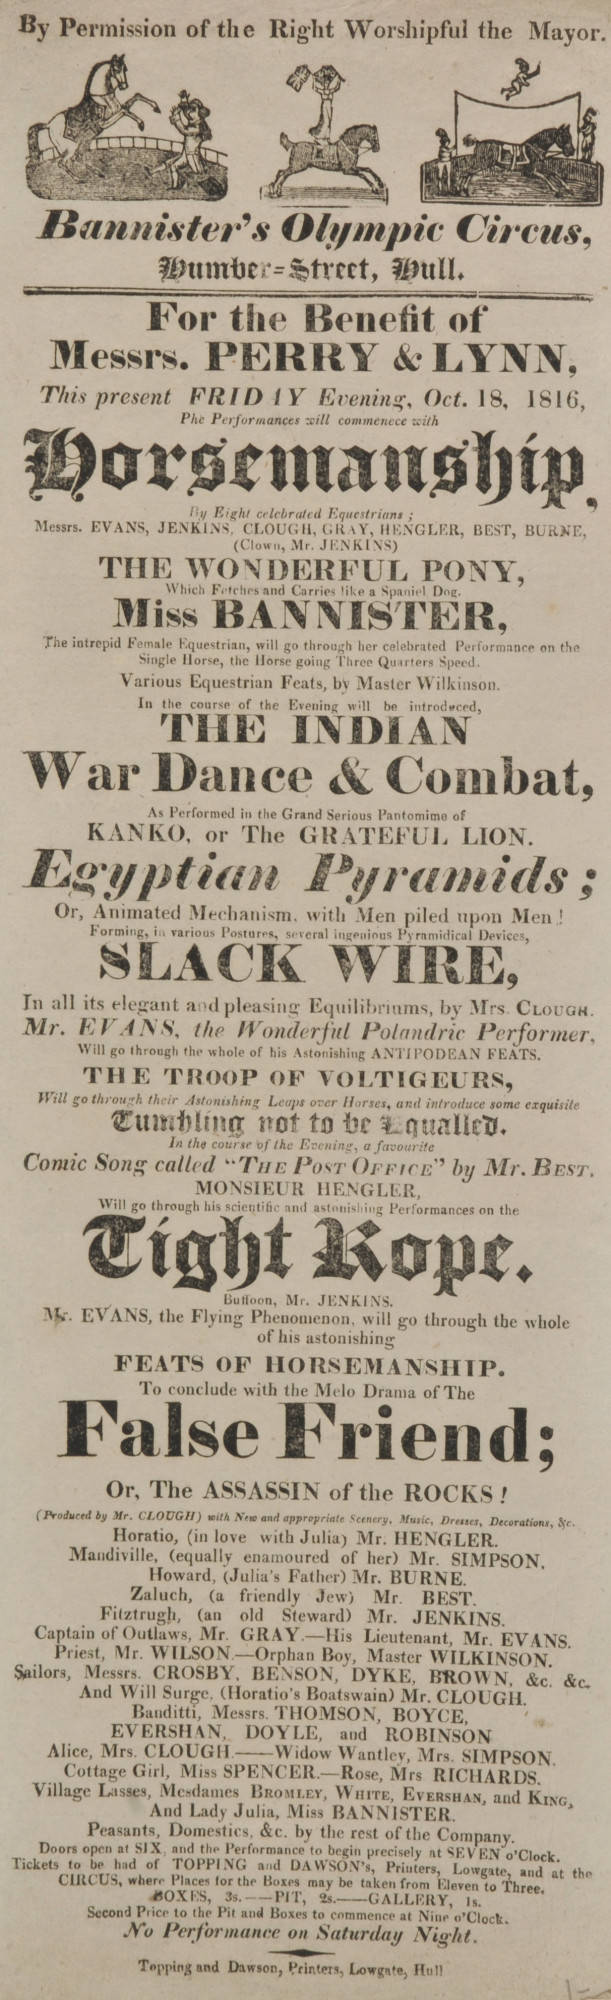 By Permission of the Right Worshipful the Mayor.
Bannister's Olympic Circus,
Humber-Street, Hull.
For the Benefit of
Messrs. PERRY & LYNN,
This present FRIDAY Evening, Oct. 18, 1816,
Phe Performances will commenece with
Horsemanship,
By Eight celebrated Equestrians;
Messrs. EVANS, JENKINS, CLOUGH, GRAY, HENGLER, BEST, BURNE,
(Clown, Mr. JENKINS)
THE WONDERFUL PONY,
Which Fetches and Carries like a Spaniel Dog.
Miss BANNISTER,
The intrepid Female Equestrian, will go through her celebrated Performance on the
Single Horse, the Horse going Three Quarters Speed.
Various Equestrian Feats, by Master Wilkinson.
In the course of the Evening will be introduced,
THE INDIAN
War Dance & Combat,
As Performed in the Grand Serious Pantomime of
KANKO, or The GRATEFUL LION.
Egyptian Pyramids;
Or, Animated Mechanism, with Men piled upon Men!
Forming, in various Postures, several ingenious Pyramidical Devices,
SLACK WIRE,
In all its elegant and pleasing Equilibriums, by Mrs. CLOUGH.
Mr. EVANS, the Wonderful Polandric Performer,
Will go through the whole of his Astonishing ANTIPODEAN FEATS.
THE TROOP OF VOLTIGEURS,
Will go through their Astonishing Leaps over Horses, and introduce some exquisite
Tumbling not to be Equalled.
In the course of the Evening, a favourite
Comic Song called "THE POST OFFICE" by Mr. BEST.
MONSIEUR HENGLER,
Will go through his scientific and astonishing Performances on the
Tight Rope.
Buffoon, Mr. JENKINS.
Mr. EVANS, the Flying Phenomenon, will go through the whole
of his astonishing
FEATS OF HORSEMANSHIP.
To conclude with the Melo Drama of The
False Friend;
Or, The ASSASSIN of the ROCKS!
(Produced by Mr. CLOUGH) with New and appropriate Scenery, Music, Dresses, Decorations, &c.
Horatio, (in love with Julia) Mr. HENGLER.
Mandiville, (equally enamoured of her) Mr. SIMPSON.
Howard, (Julia's Father) Mr. BURNE.
Zaluch, (a friendly Jew) Mr. BEST.
Fitztrugh, (an old Steward) Mr. JENKINS.
Captain of Outlaws, Mr. GRAY.—His Lieutenant, Mr. EVANS.
Priest, Mr. WILSON.—Orphan Boy, Master WILKINSON.
Sailors, Messrs. CROSBY, BENSON, DYKE, BROWN, &c. &c.
And Will Surge, (Horatio's Boatswain) Mr. CLOUGH.
Banditti, Messrs. THOMSON, BOYCE,
EVERSHAN, DOYLE, and ROBINSON
Alice, Mrs. CLOUGH.——Widow Wantley, Mrs. SIMPSON.
Cottage Girl, Miss SPENCER.—Rose, Mrs RICHARDS.
Village Lasses, Mesdames BROMLEY, WHITE, EVERSHAN, and KING,
And Lady Julia, Miss BANNISTER.
Peasants, Domestics, &c. by the rest of the Company.
Doors open at SIX, and the Performance to begin precisely at SEVEN o'Clock.
Tickets to be had of TOPPING and DAWSON's, Printers, Lowgate, and at the
CIRCUS, where Places for the Boxes may be taken from Eleven to Three.
BOXES, 3s.——PIT, 2s.——GALLERY, 1s.
Second Price to the Pit and Boxes to commence at Nine o'Clock.
No Performance on Saturday Night.
Topping and Dawson, Printers, Lowgate, Hull